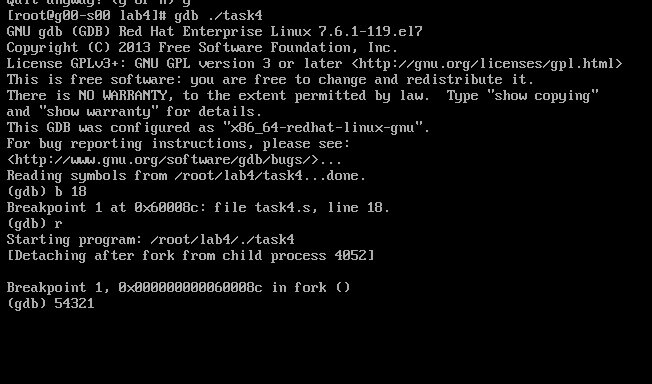 Quit anyway? (y or n) y
[root@g00-s00 lab4]# gdb ./task4
GNU gdb (GDB) Red Hat Enterprise Linux 7.6.1-119.el7
Copyright (C) 2013 Free Software Foundation, Inc.
License GPLv3+: GNU GPL version 3 or later <http://gnu.org/licenses/gpl.html>
This is free software: you are free to change and redistribute it.
There is NO WARRANTY, to the extent permitted by law.  Type "show copying"
and "show warranty" for details.
This GDB was configured as "x86_64-redhat-linux-gnu".
For bug reporting instructions, please see:
<http://www.gnu.org/software/gdb/bugs/>...
Reading symbols from /root/lab4/task4...done.
(gdb) b 18
Breakpoint 1 at 0x60008c: file task4.s, line 18.
(gdb) r
Starting program: /root/lab4/./task4
[Detaching after fork from child process 4052]

Breakpoint 1, 0x000000000060008c in fork ()
(gdb) 54321